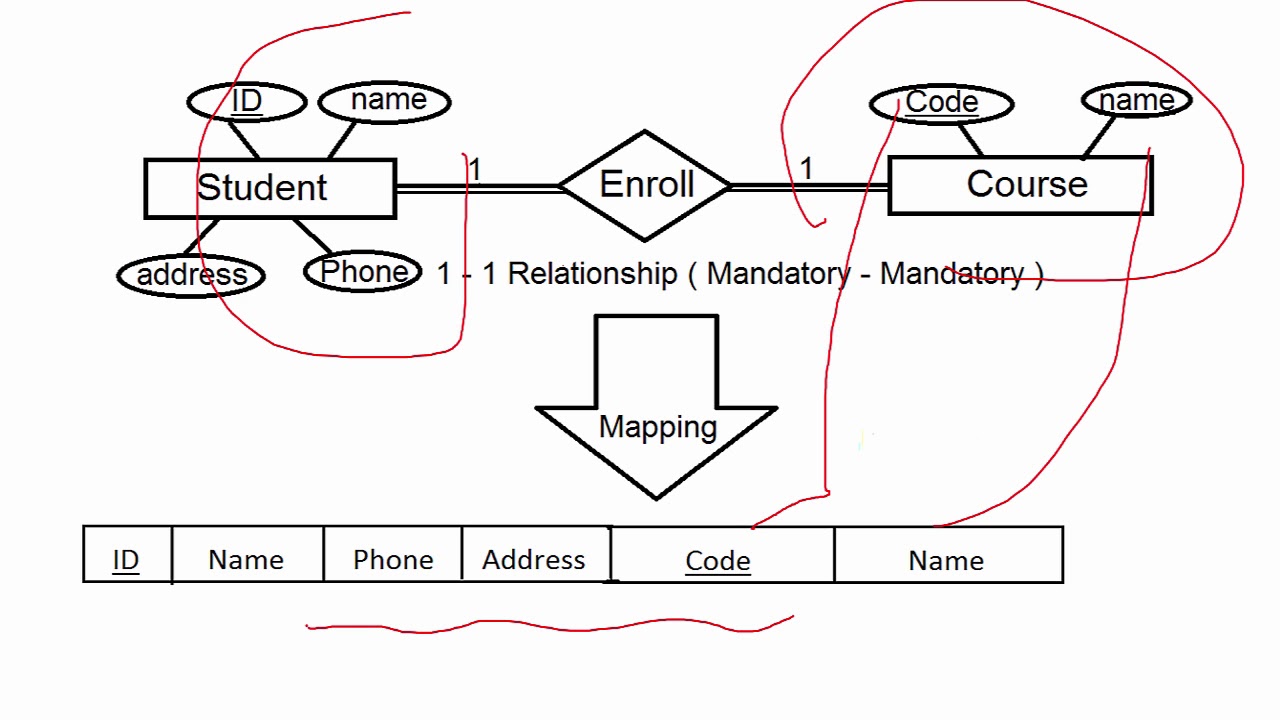 ID name Code name
1 1
Student Enroll Course
address Phone 1 - 1 Relationship ( Mandatory - Mandatory )
Mapping
ID Name Phone Address Code Name